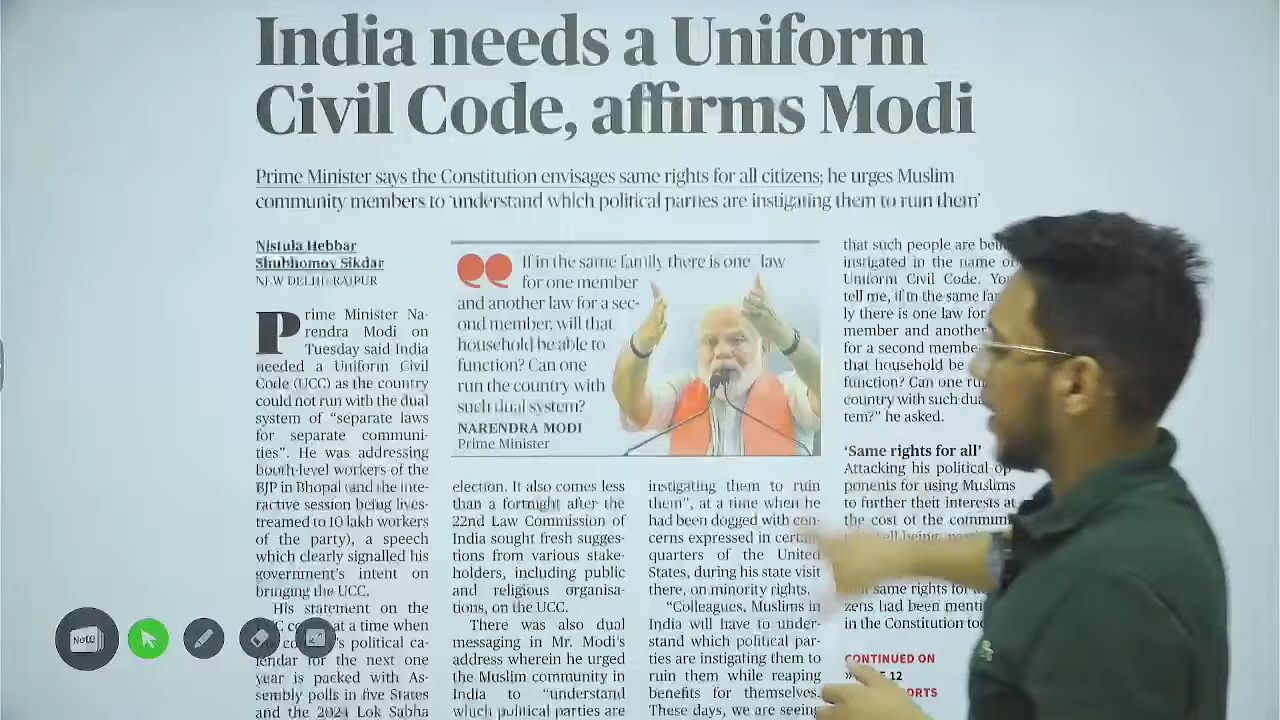 India needs a Uniform
Civil Code, affirms Modi
Prime Minister says the Constitution envisages same rights for all citizens; he urges Muslim
community members to ‘understand which political parties are instigating them to ruin them’
Nistula Hebbar
Shubhomoy Sikdar
NEW DELHI/RAIPUR
Prime Minister Na-
rendra Modi on
Tuesday said India
needed a Uniform Civil
Code (UCC) as the country
could not run with the dual
system of “separate laws
for separate communi-
ties”. He was addressing
booth-level workers of the
BJP in Bhopal (and the inte-
ractive session being lives-
treamed to 10 lakh workers
of the party), a speech
which clearly signalled his
government’s intent on
bringing the UCC.
His statement on the
at a time when
political ca-
lendar for the next one
year is packed with As-
sembly polls in five States
and the 2024 Lok Sabha
If in the same family there is one law
for one member
and another law for a sec-
ond member, will that
household be able to
function? Can one
run the country with
such dual system?
NARENDRA MODI
Prime Minister
election. It also comes less
than a fortnight after the
22nd Law Commission of
India sought fresh sugges-
tions from various stake-
holders, including public
and religious organisa-
tions, on the UCC.
There was also dual
messaging in Mr. Modi’s
address wherein he urged
the Muslim community in
India to “understand
which political parties are
instigating them to ruin
them”, at a time when he
had been dogged with con-
cerns expressed in certain
quarters of the United
States, during his state visit
there, on minority rights.
“Colleagues, Muslims in
India will have to under-
stand which political par-
ties are instigating them to
ruin them while reaping
benefits for themselves.
These days, we are seeing
that such people are
instigated in the name
Uniform Civil Code.
tell me, if in the same
ly there is one law for
member and another
for a second
that household be
function? Can one
country with such
tem?” he asked.
‘Same rights for all’
Attacking his political op-
ponents for using Muslims
to further their interests at
the cost of the
same rights for
zens had been
in the Constitution
CONTINUED ON
12
Note